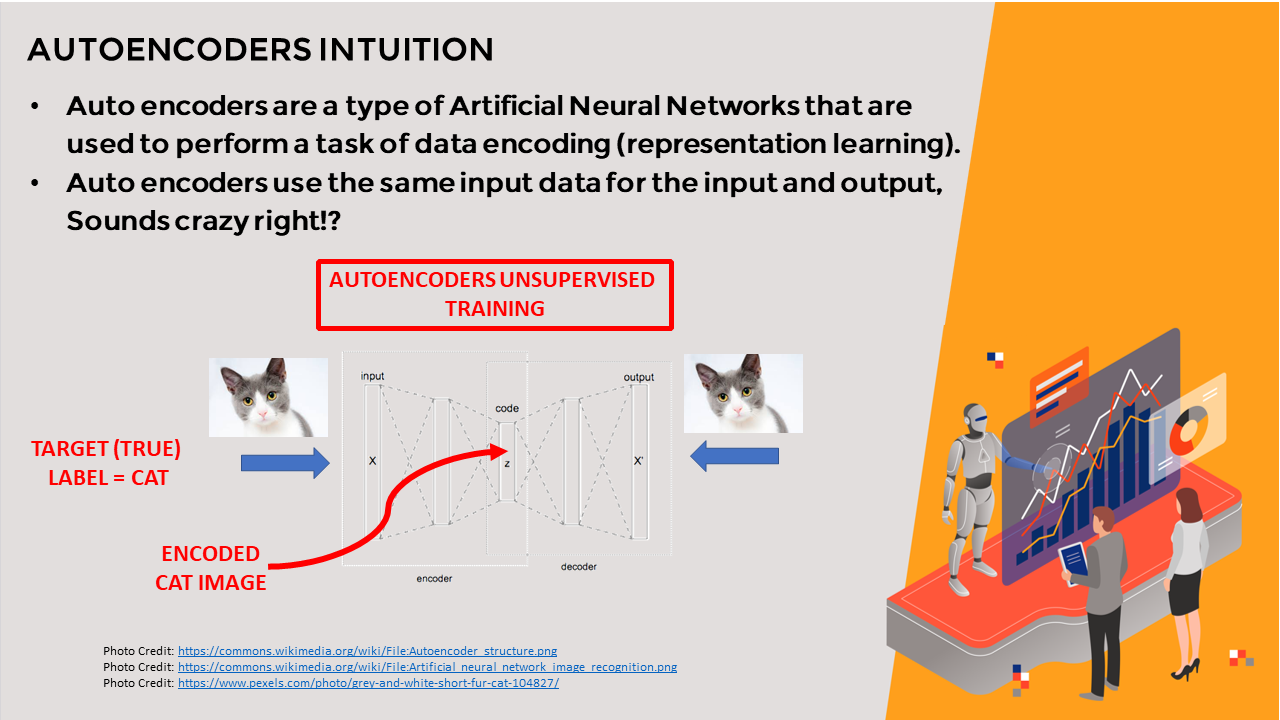 AUTOENCODERS INTUITION
• Auto encoders are a type of Artificial Neural Networks that are
used to perform a task of data encoding (representation learning).
• Auto encoders use the same input data for the input and output,
Sounds crazy right!?
AUTOENCODERS UNSUPERVISED
TRAINING
input
output
code
X
z
X'
TARGET (TRUE)
LABEL = CAT
ENCODED
CAT IMAGE
encoder
decoder
Photo Credit: https://commons.wikimedia.org/wiki/File:Autoencoder_structure.png
Photo Credit: https://commons.wikimedia.org/wiki/File:Artificial_neural_network_image_recognition.png
Photo Credit: https://www.pexels.com/photo/grey-and-white-short-fur-cat-104827/